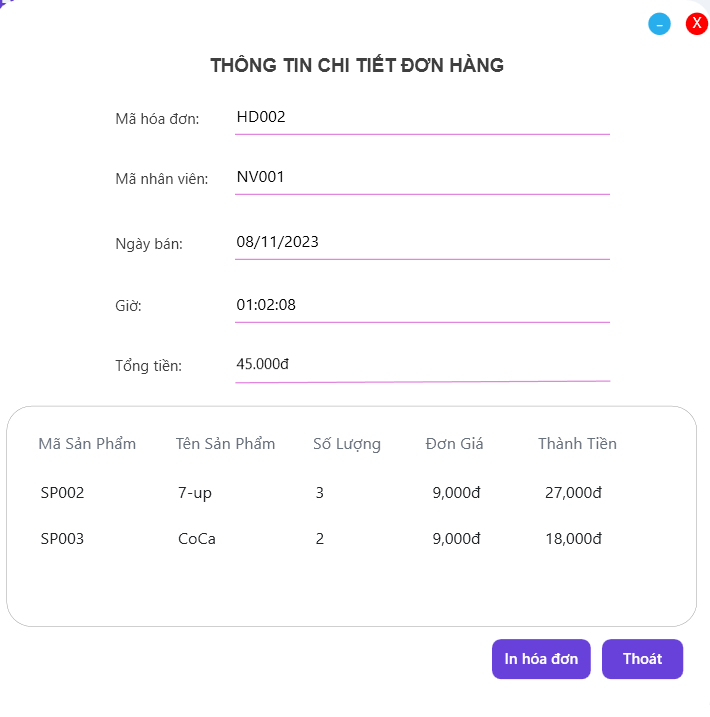 – X
THÔNG TIN CHI TIẾT ĐƠN HÀNG
Mã hóa đơn: HD002
Mã nhân viên: NV001
Ngày bán: 08/11/2023
Giờ: 01:02:08
Tổng tiền: 45.000đ
Mã Sản Phẩm Tên Sản Phẩm Số Lượng Đơn Giá Thành Tiền
SP002 7-up 3 9,000đ 27,000đ
SP003 CoCa 2 9,000đ 18,000đ
In hóa đơn Thoát